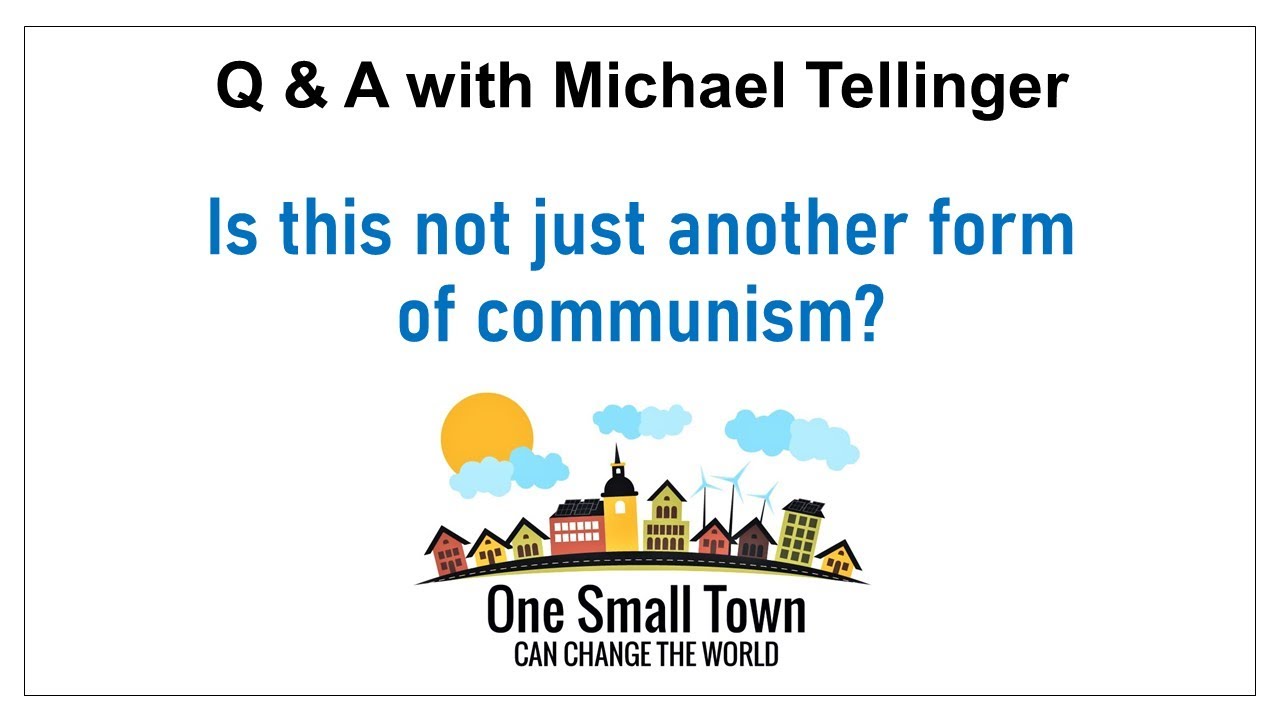 Q & A with Michael Tellinger
Is this not just another form
of communism?
One Small Town
CAN CHANGE THE WORLD